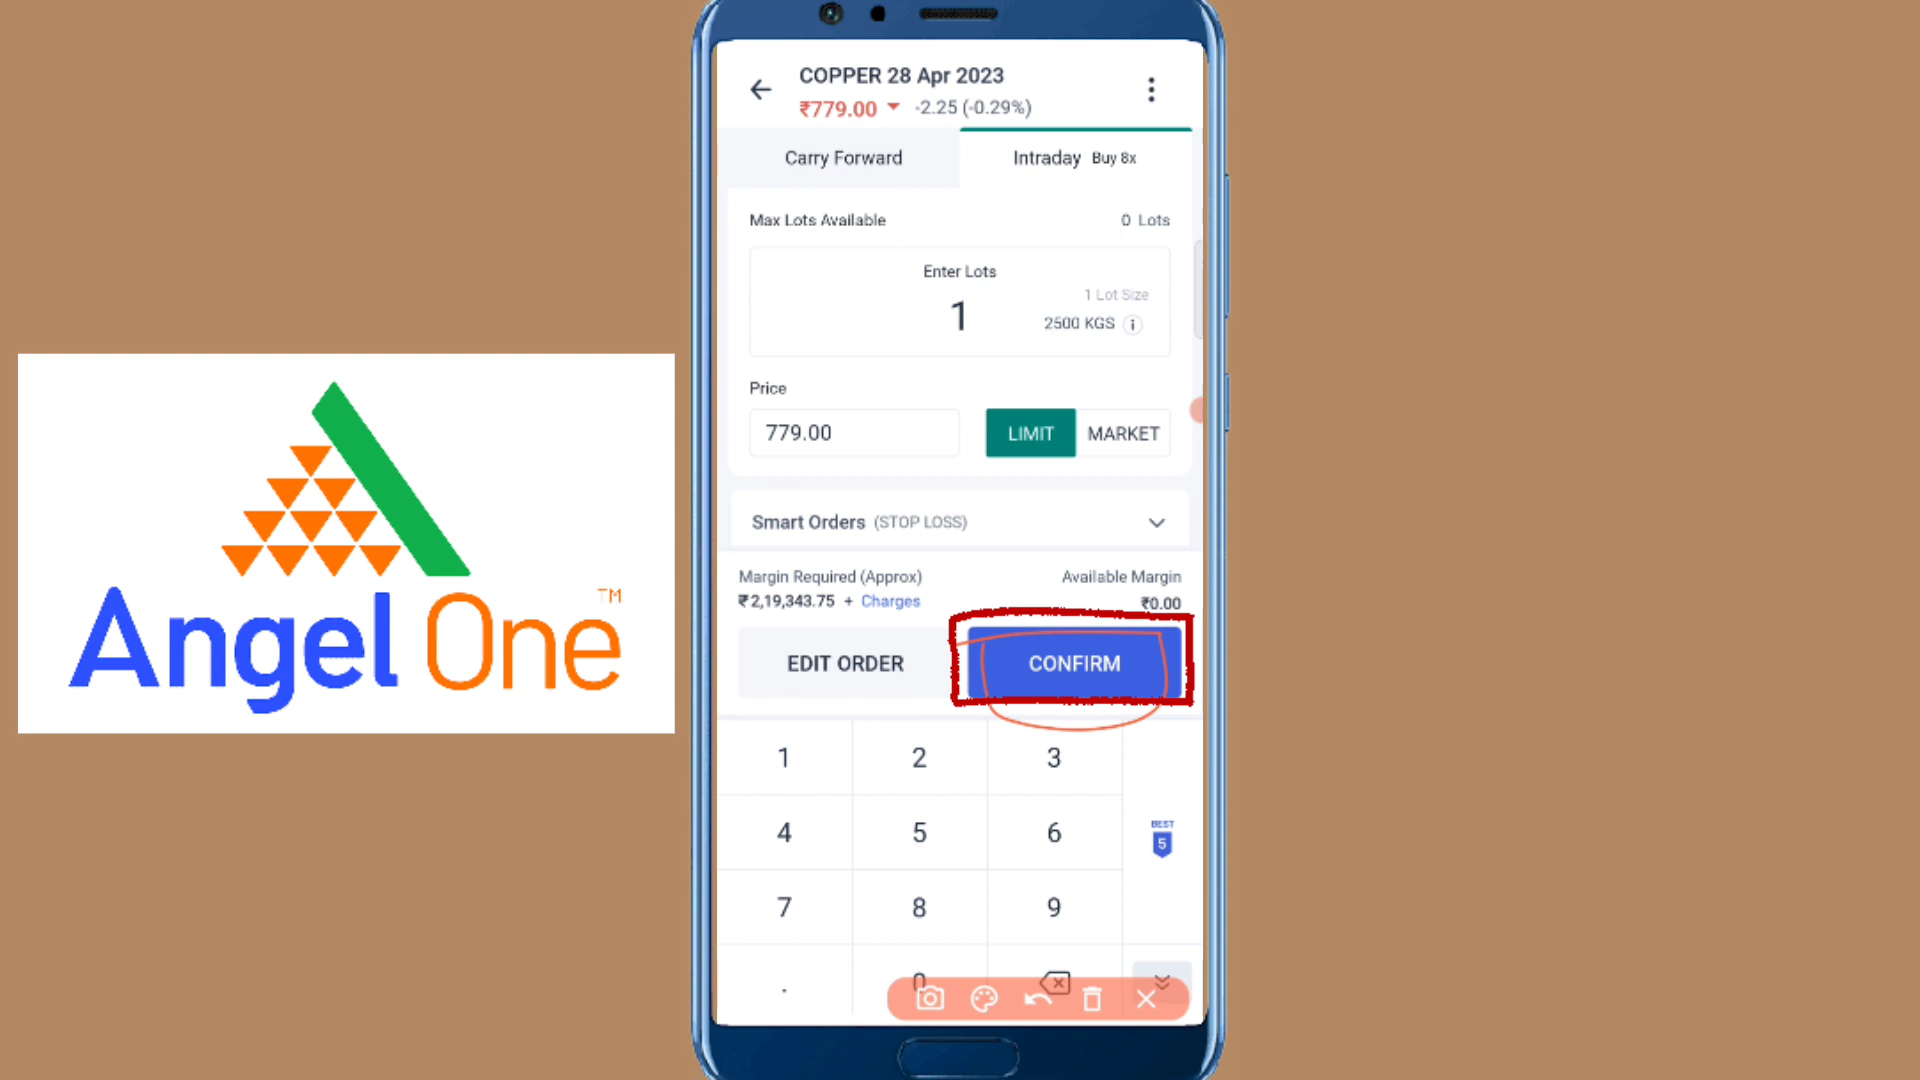 COPPER 28 Apr 2023
₹779.00 -2.25 (-0.29%)
Carry Forward
Intraday Buy 8x
Max Lots Available
0 Lots
Enter Lots
1
1 Lot Size
2500 KGS
Price
779.00
LIMIT
MARKET
Smart Orders (STOP LOSS)
Margin Required (Approx)
₹2,19,343.75 + Charges
Available Margin
₹0.00
EDIT ORDER
CONFIRM
1 2 3
4 5 6
BEST
5
7 8 9
. 0
Angel One TM